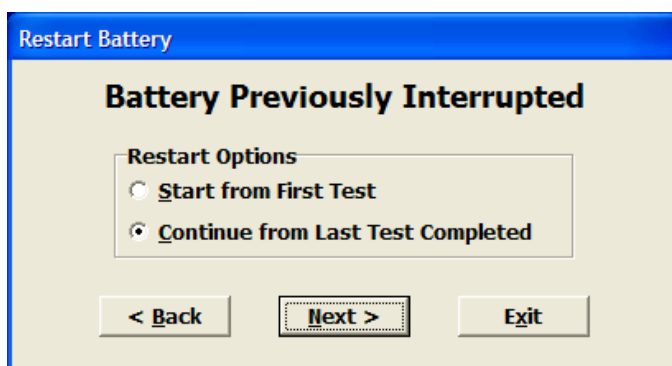 Restart Battery
Battery Previously Interrupted
Restart Options
Start from First Test
Continue from Last Test Completed
< Back Next > Exit